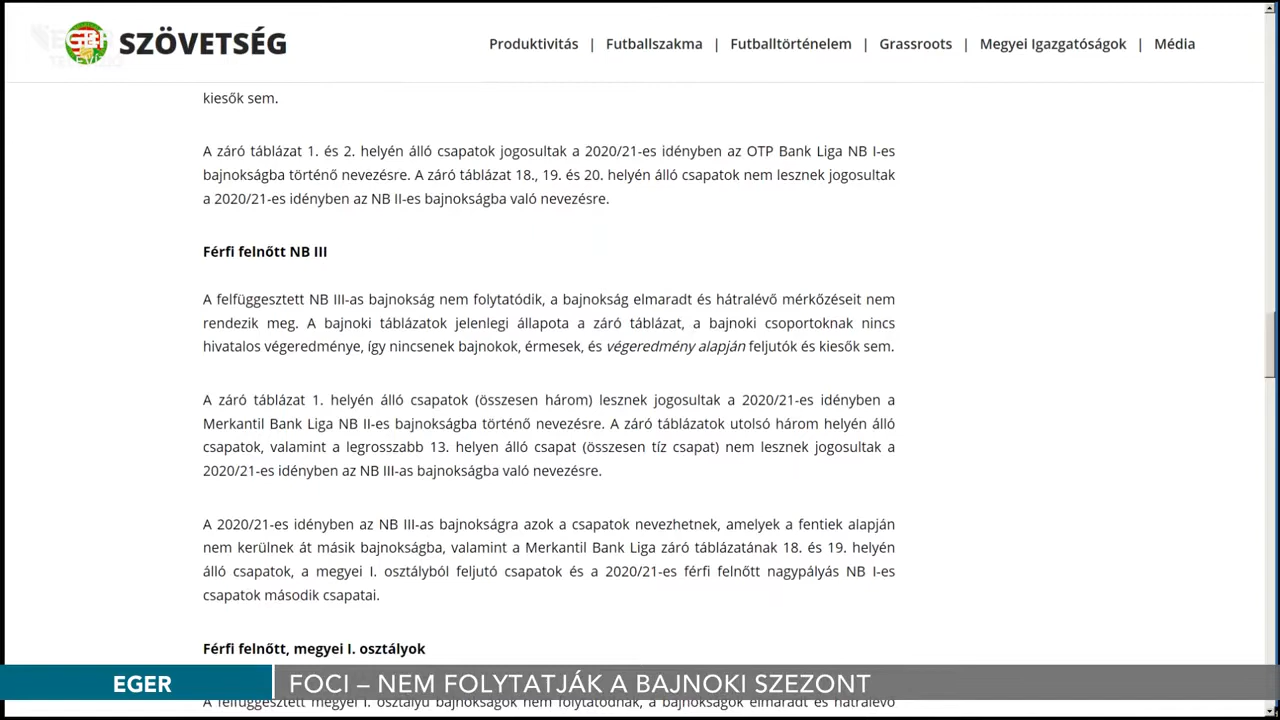 SZÖVETSÉG
Produktivitás | Futballszakma | Futballtörténelem | Grassroots | Megyei Igazgatóságok | Média
kiesők sem.
A záró táblázat 1. és 2. helyén álló csapatok jogosultak a 2020/21-es idényben az OTP Bank Liga NB I-es
bajnokságba történő nevezésre. A záró táblázat 18., 19. és 20. helyén álló csapatok nem lesznek jogosultak
a 2020/21-es idényben az NB II-es bajnokságba való nevezésre.
Férfi felnőtt NB III
A felfüggesztett NB III-as bajnokság nem folytatódik, a bajnokság elmaradt és hátralévő mérkőzéseit nem
rendezik meg. A bajnoki táblázatok jelenlegi állapota a záró táblázat, a bajnoki csoportoknak nincs
hivatalos végeredménye, így nincsenek bajnokok, érmesek, és végeredmény alapján feljutók és kiesők sem.
A záró táblázat 1. helyén álló csapatok (összesen három) lesznek jogosultak a 2020/21-es idényben a
Merkantil Bank Liga NB II-es bajnokságba történő nevezésre. A záró táblázatok utolsó három helyén álló
csapatok, valamint a legrosszabb 13. helyen álló csapat (összesen tíz csapat) nem lesznek jogosultak a
2020/21-es idényben az NB III-as bajnokságba való nevezésre.
A 2020/21-es idényben az NB III-as bajnokságra azok a csapatok nevezhetnek, amelyek a fentiek alapján
nem kerülnek át másik bajnokságba, valamint a Merkantil Bank Liga záró táblázatának 18. és 19. helyén
álló csapatok, a megyei I. osztályból feljutó csapatok és a 2020/21-es férfi felnőtt nagypályás NB I-es
csapatok második csapatai.
Férfi felnőtt, megyei I. osztályok
EGER
FOCI – NEM FOLYTATJÁK A BAJNOKI SZEZONT
A felfüggesztett megyei I. osztályú bajnokságok nem folytatódnak, a bajnokságok elmaradt és hátralévő